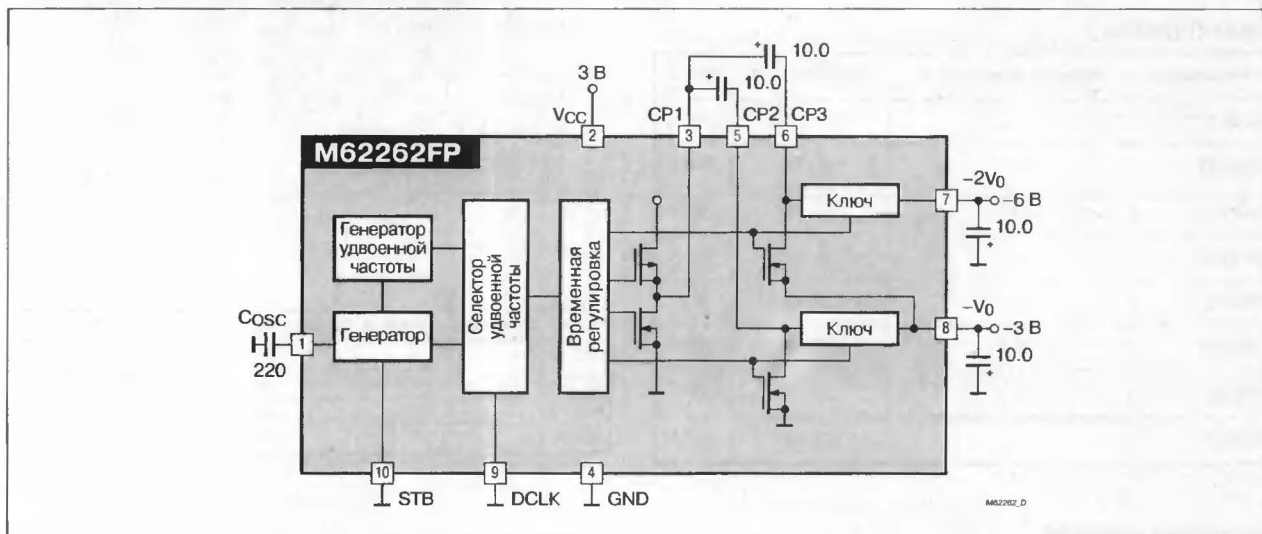 10.0
3 В
10.0
VCC
CP1
CP2
CP3
2
3
5
6
M62262FP
−2V0
Ключ
7
−6 В
10.0
Генератор
удвоенной
частоты
Селектор
удвоенной
частоты
Временная
регулировка
COSC
1
Генератор
220
−V0
Ключ
8
−3 В
10.0
10
STB
9
DCLK
4
GND
M62262_D